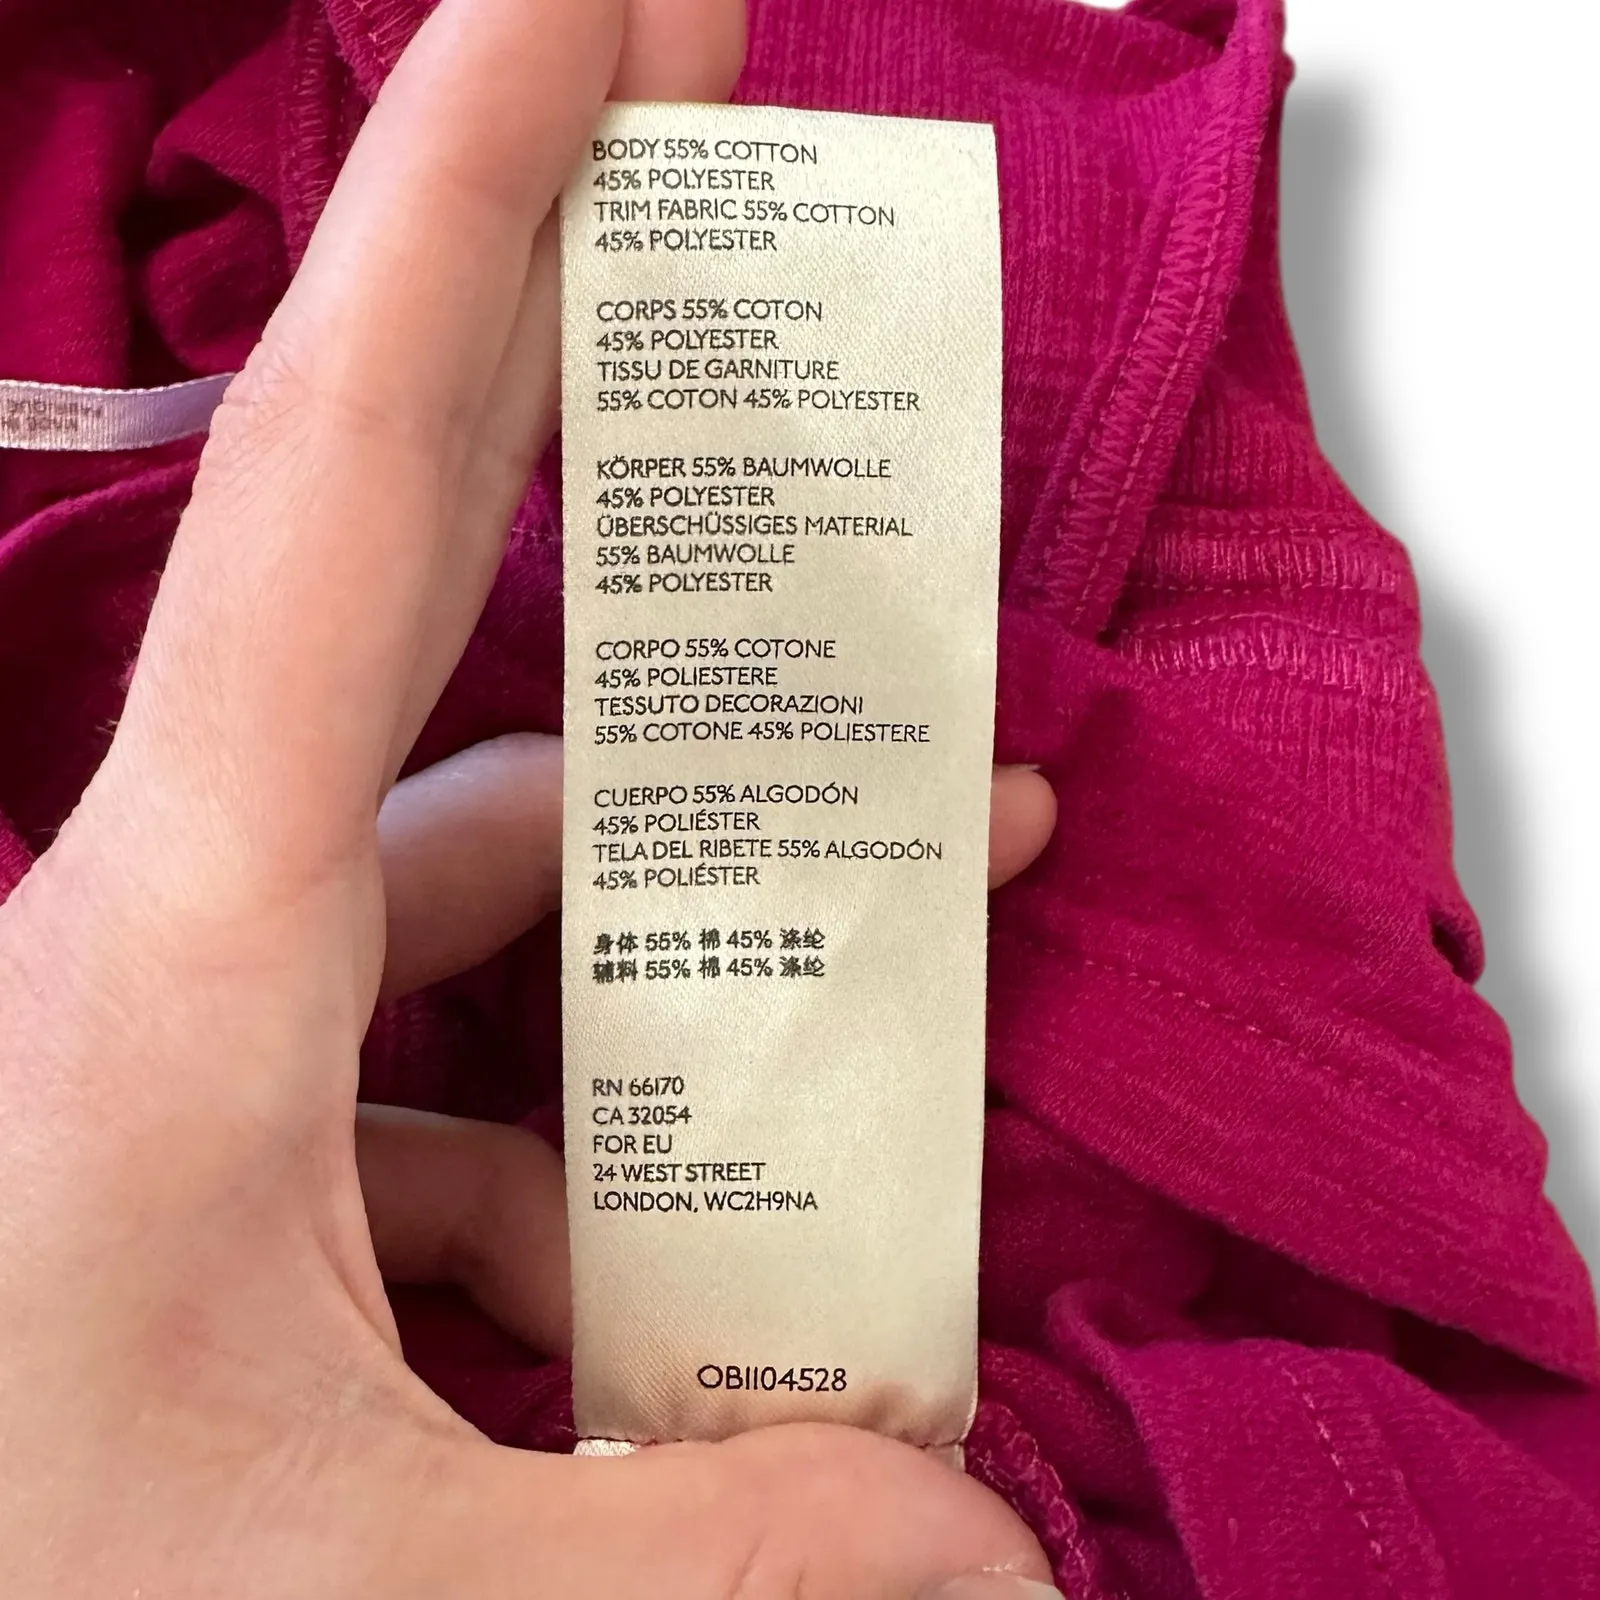 BODY 55% COTTON
45% POLYESTER
TRIM FABRIC 55% COTTON
45% POLYESTER
CORPS 55% COTON
45% POLYESTER
TISSU DE GARNITURE
55% COTON 45% POLYESTER
KÖRPER 55% BAUMWOLLE
45% POLYESTER
ÜBERSCHÜSSIGES MATERIAL
55% BAUMWOLLE
45% POLYESTER
CORPO 55% COTONE
45% POLIESTERE
TESSUTO DECORAZIONI
55% COTONE 45% POLIESTERE
CUERPO 55% ALGODÓN
45% POLIÉSTER
TELA DEL RIBETE 55% ALGODÓN
45% POLIÉSTER
身体 55% 棉 45% 涤纶
辅料 55% 棉 45% 涤纶
RN 66170
CA 32054
FOR EU
24 WEST STREET
LONDON, WC2H9NA
OB1104528
MADE IN
FABRIQUÉ